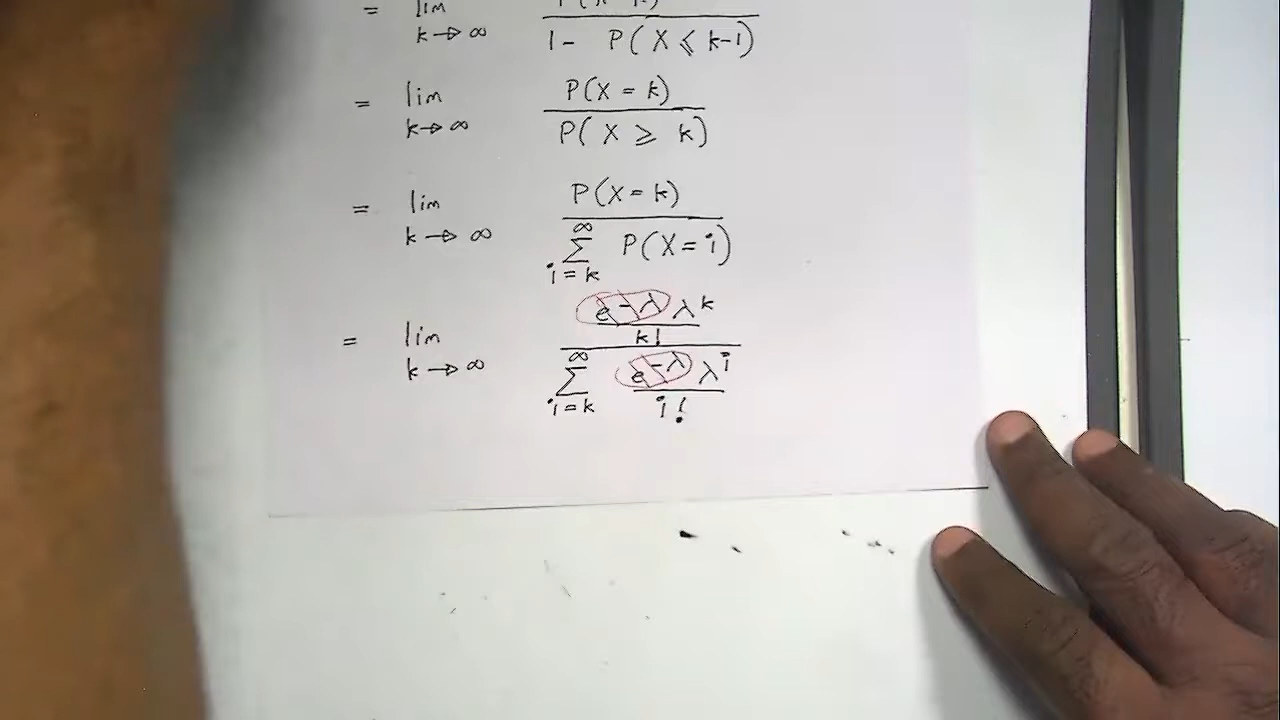 = lim
k→∞ 1 - P(X ≤ k-1)
= lim P(X = k)
k→∞ P(X ≥ k)
= lim P(X = k)
k→∞ ∞ Σ i=k P(X = i)
= lim e^-λ λ^k / k!
k→∞ ∞ Σ i=k e^-λ λ^i / i!